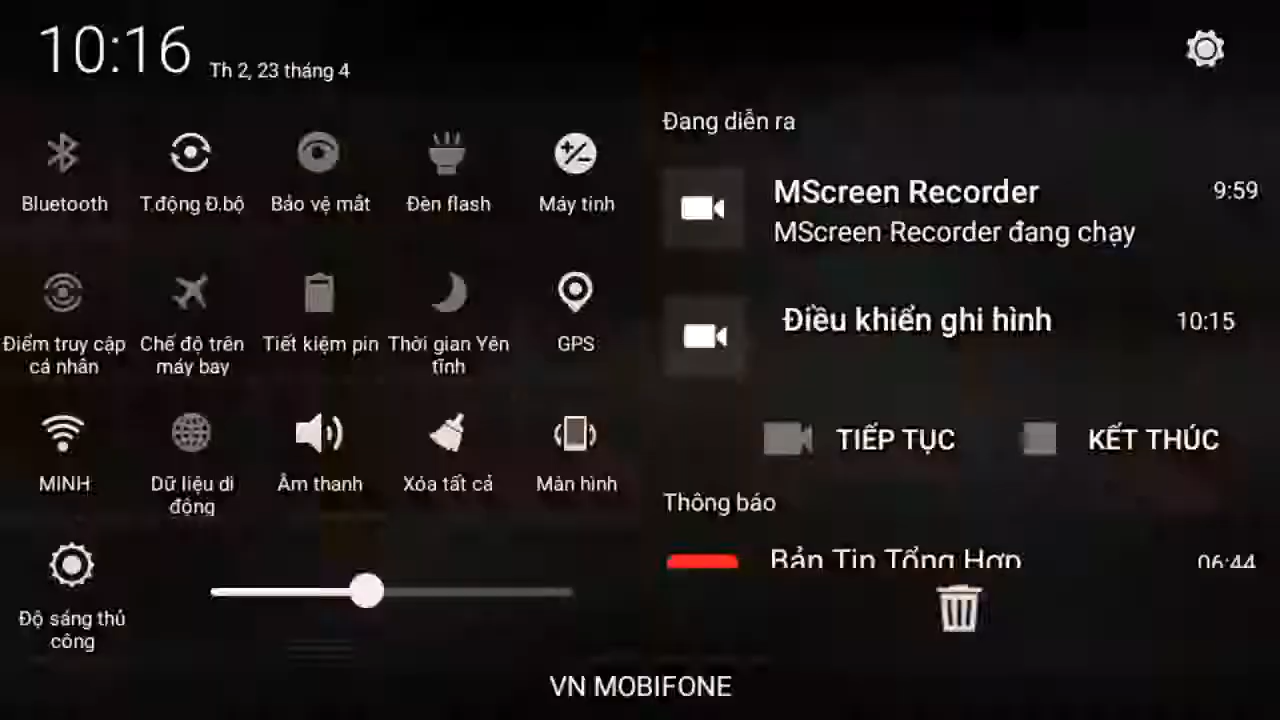 10:16
Th 2, 23 tháng 4
Bluetooth
T.động Đ.bộ
Bảo vệ mắt
Đèn flash
Máy tính
Điểm truy cập
cá nhân
Chế độ trên
máy bay
Tiết kiệm pin
Thời gian Yên
tĩnh
GPS
MINH
Dữ liệu di
động
Âm thanh
Xóa tất cả
Màn hình
Độ sáng thủ
công
Đang diễn ra
MScreen Recorder
9:59
MScreen Recorder đang chạy
Điều khiển ghi hình
10:15
TIẾP TỤC
KẾT THÚC
Thông báo
Bản Tin Tổng Hợp
06:44
VN MOBIFONE